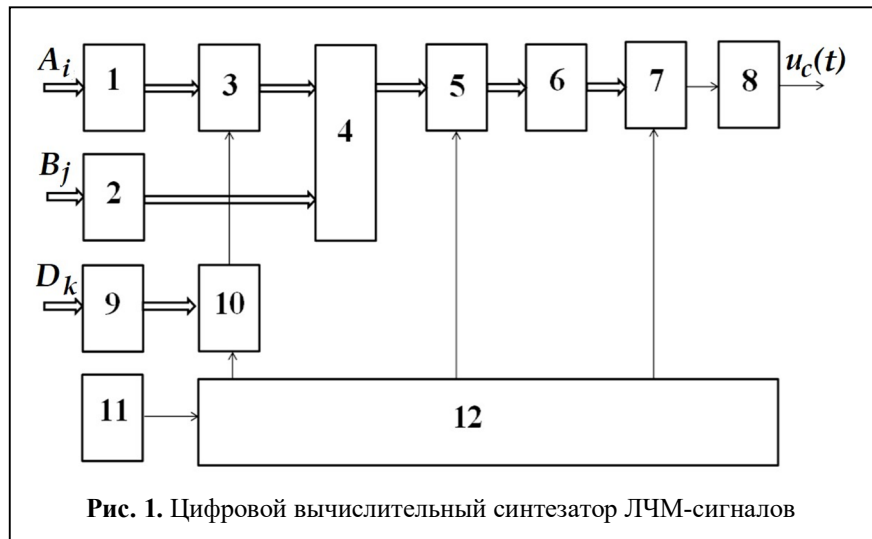 A_i 1 3 4 5 6 7 8 u_c(t)
B_j 2
D_k 9 10
11 12
Рис. 1. Цифровой вычислительный синтезатор ЛЧМ-сигналов